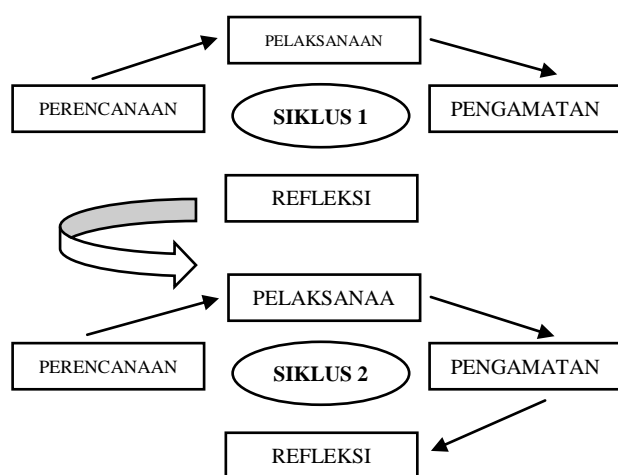 PELAKSANAAN
PERENCANAAN
SIKLUS 1
PENGAMATAN
REFLEKSI
PELAKSANAA
PERENCANAAN
SIKLUS 2
PENGAMATAN
REFLEKSI